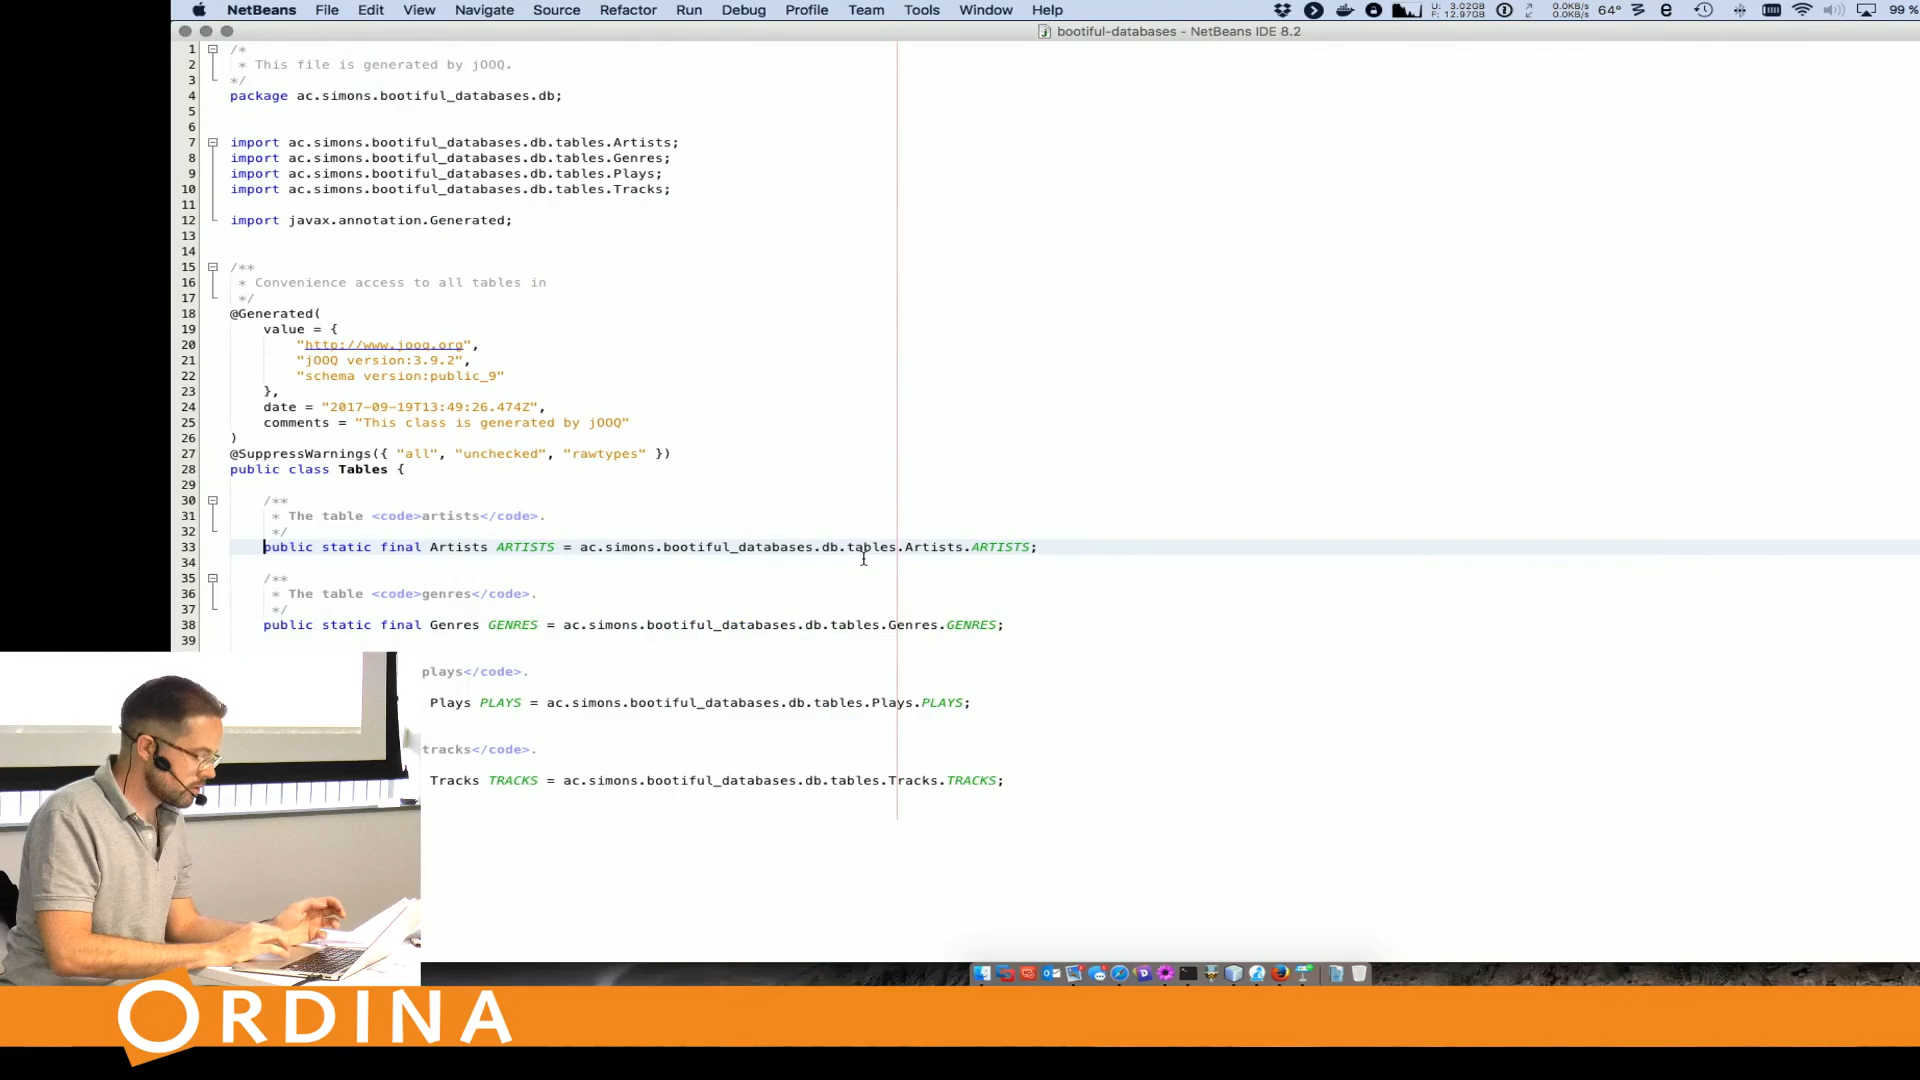 NetBeans File Edit View Navigate Source Refactor Run Debug Profile Team Tools Window Help U: 3.02GB F: 12.97GB 0.0KB/s 0.0KB/s 64° 99 %
bootiful-databases - NetBeans IDE 8.2
1 /*
2 * This file is generated by jOOQ.
3 */
4 package ac.simons.bootiful_databases.db;
5
6
7 import ac.simons.bootiful_databases.db.tables.Artists;
8 import ac.simons.bootiful_databases.db.tables.Genres;
9 import ac.simons.bootiful_databases.db.tables.Plays;
10 import ac.simons.bootiful_databases.db.tables.Tracks;
11
12 import javax.annotation.Generated;
13
14
15 /**
16 * Convenience access to all tables in
17 */
18 @Generated(
19 value = {
20 "http://www.jooq.org",
21 "jOOQ version:3.9.2",
22 "schema version:public_9"
23 },
24 date = "2017-09-19T13:49:26.474Z",
25 comments = "This class is generated by jOOQ"
26 )
27 @SuppressWarnings({ "all", "unchecked", "rawtypes" })
28 public class Tables {
29
30 /**
31 * The table <code>artists</code>.
32 */
33 public static final Artists ARTISTS = ac.simons.bootiful_databases.db.tables.Artists.ARTISTS;
34
35 /**
36 * The table <code>genres</code>.
37 */
38 public static final Genres GENRES = ac.simons.bootiful_databases.db.tables.Genres.GENRES;
39
plays</code>.
Plays PLAYS = ac.simons.bootiful_databases.db.tables.Plays.PLAYS;
tracks</code>.
Tracks TRACKS = ac.simons.bootiful_databases.db.tables.Tracks.TRACKS;
ORDINA